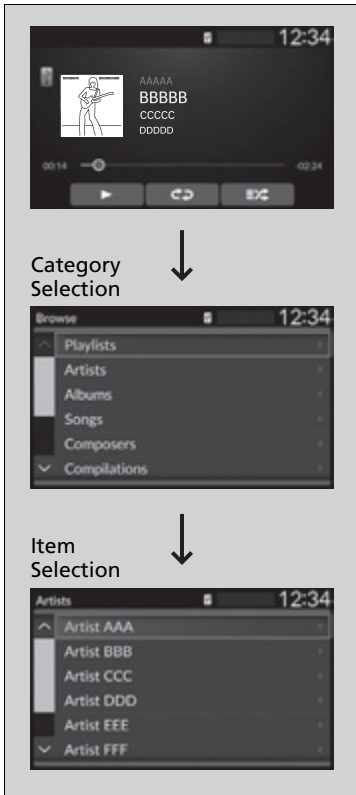 12:34
AAAAA
BBBBB
CCCCC
DDDDD
00:14
-02:24
Category
Selection
Browse 12:34
Playlists
Artists
Albums
Songs
Composers
Compilations
Item
Selection
Artists 12:34
Artist AAA
Artist BBB
Artist CCC
Artist DDD
Artist EEE
Artist FFF